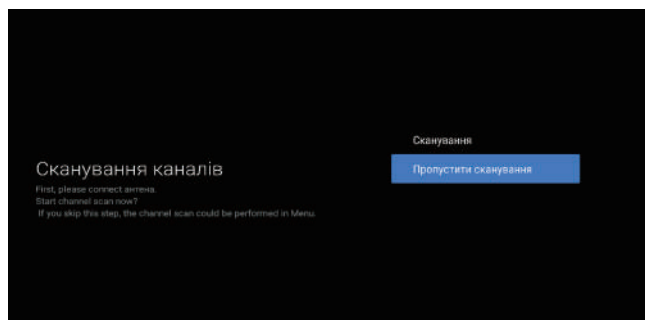 Сканування
Сканування каналів
Пропустити сканування
First, please connect антена.
Start channel scan now?
If you skip this step, the channel scan could be performed in Menu.